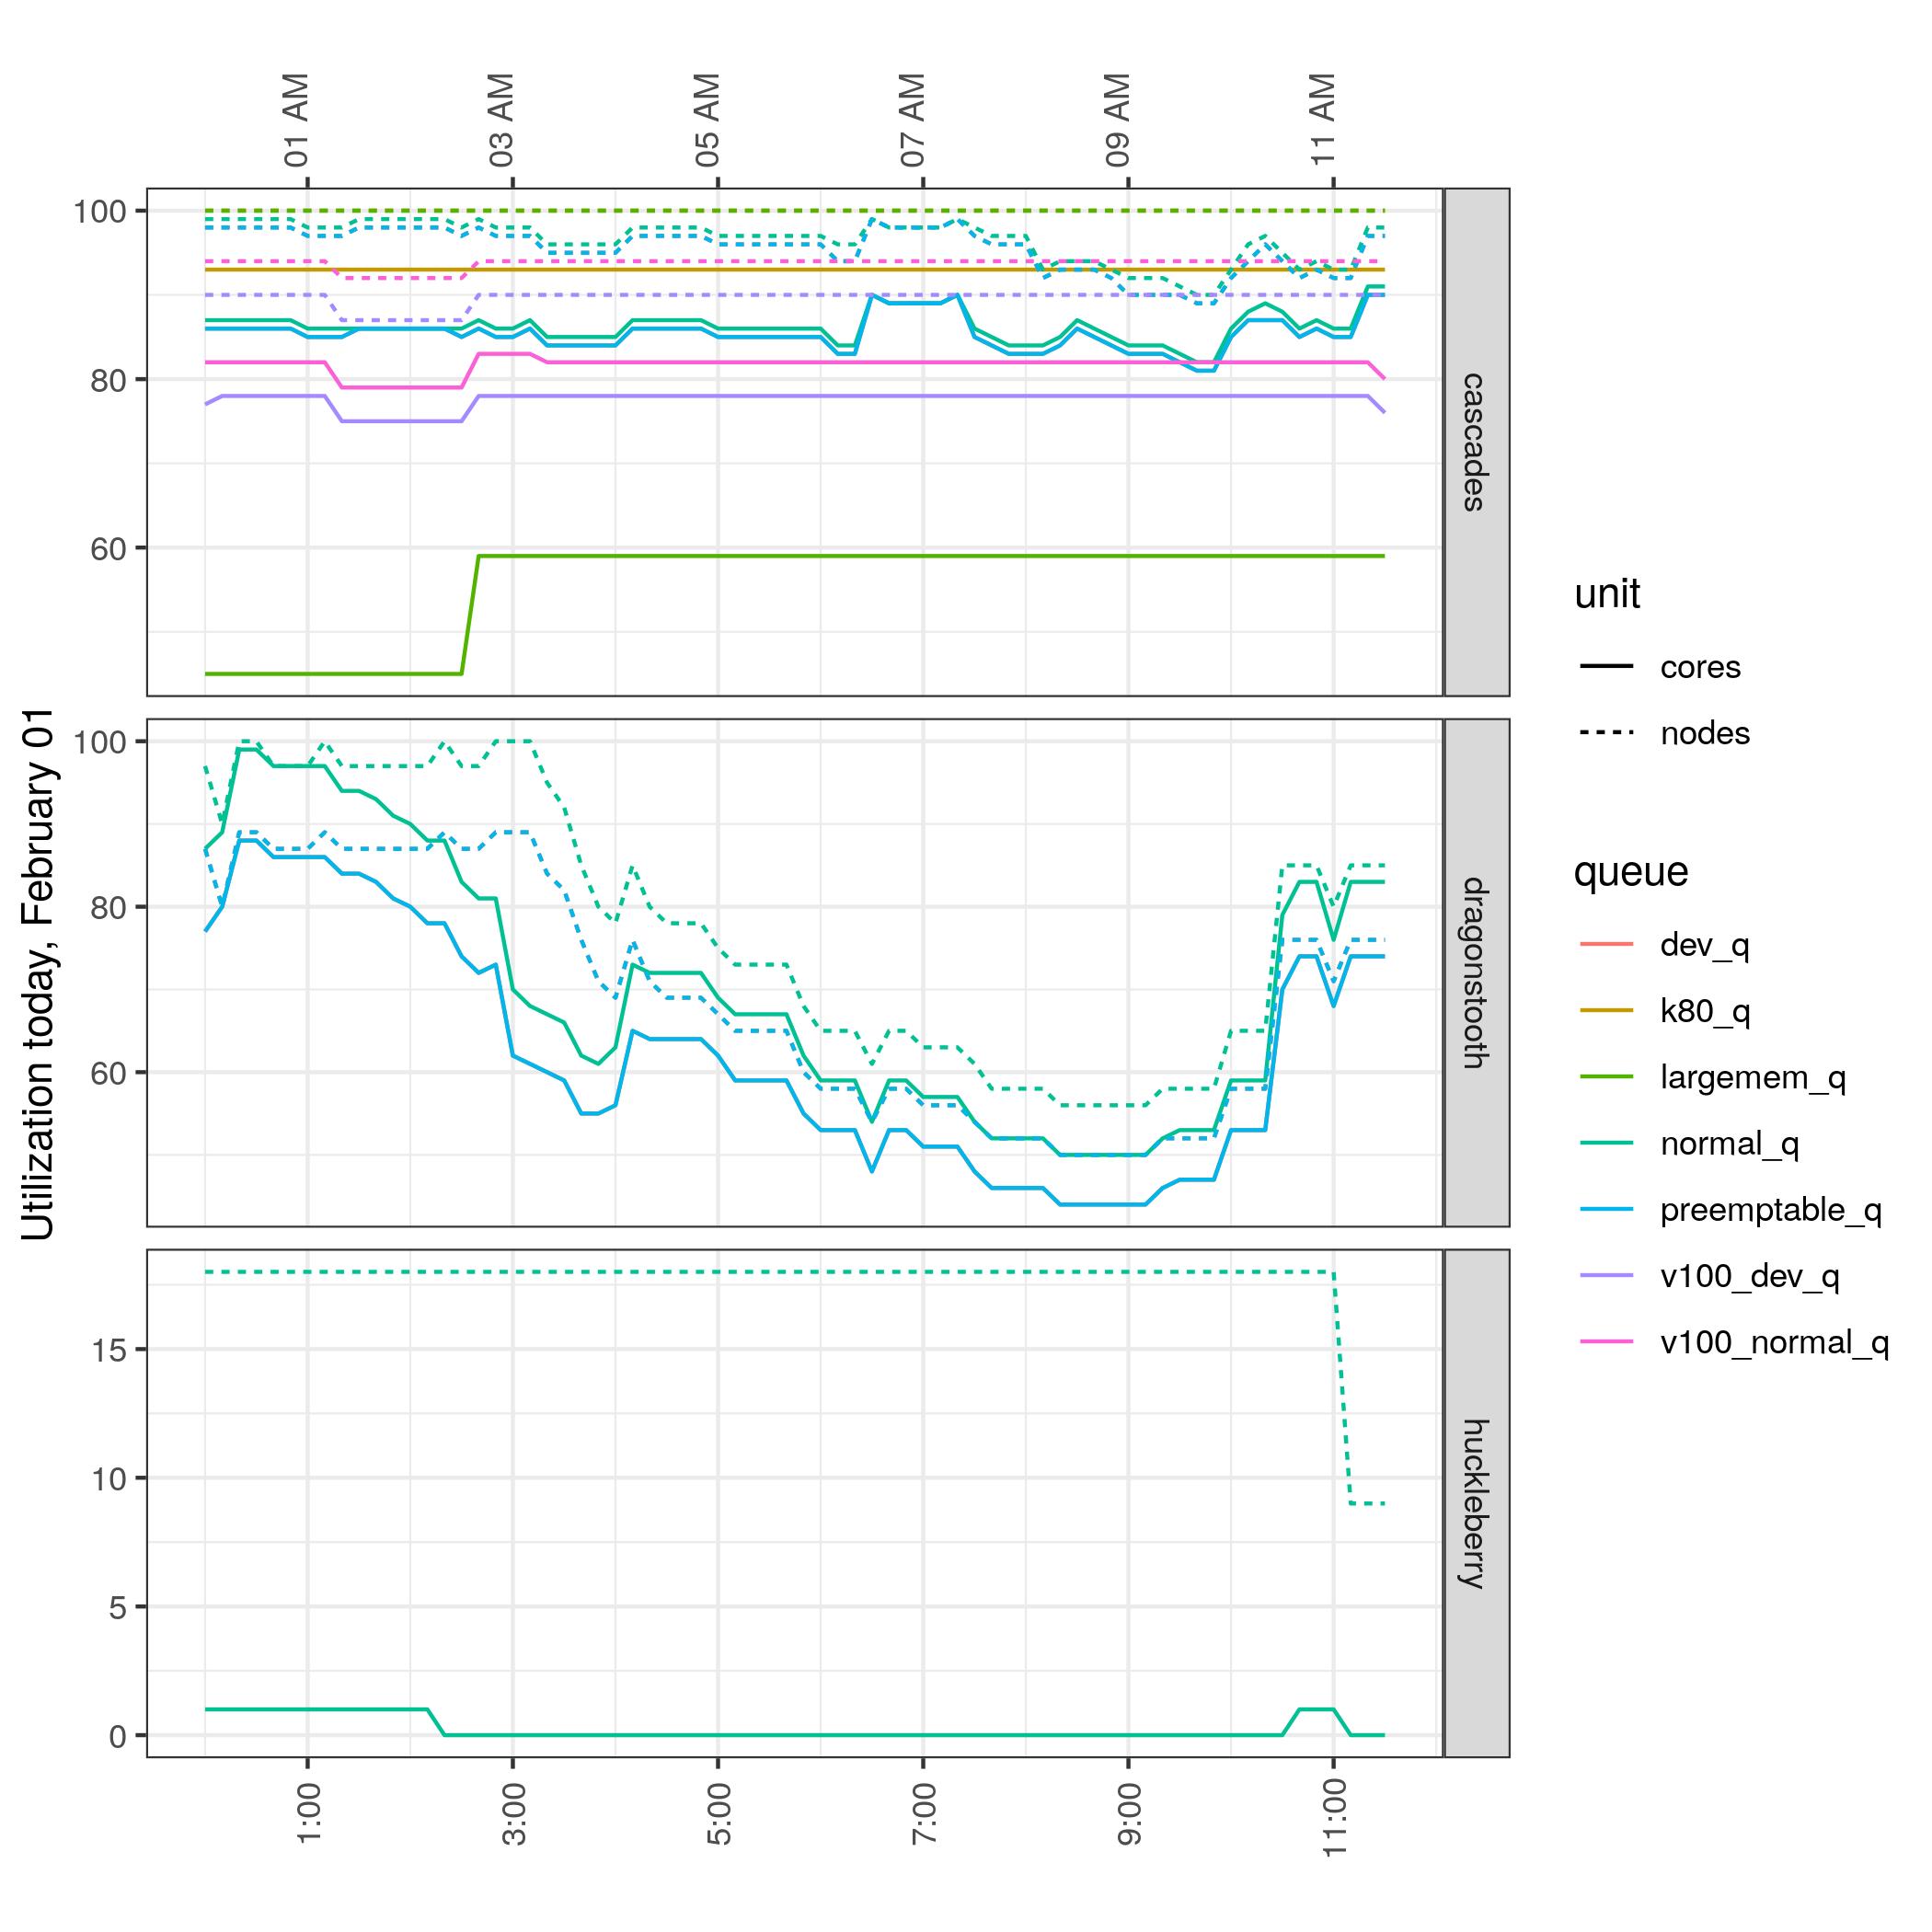 01 AM
03 AM
05 AM
07 AM
09 AM
11 AM
Utilization today, February 01
100
80
60
cascades
100
80
60
dragonstooth
15
10
5
0
huckleberry
1:00
3:00
5:00
7:00
9:00
11:00
unit
cores
nodes
queue
dev_q
k80_q
largemem_q
normal_q
preemptable_q
v100_dev_q
v100_normal_q